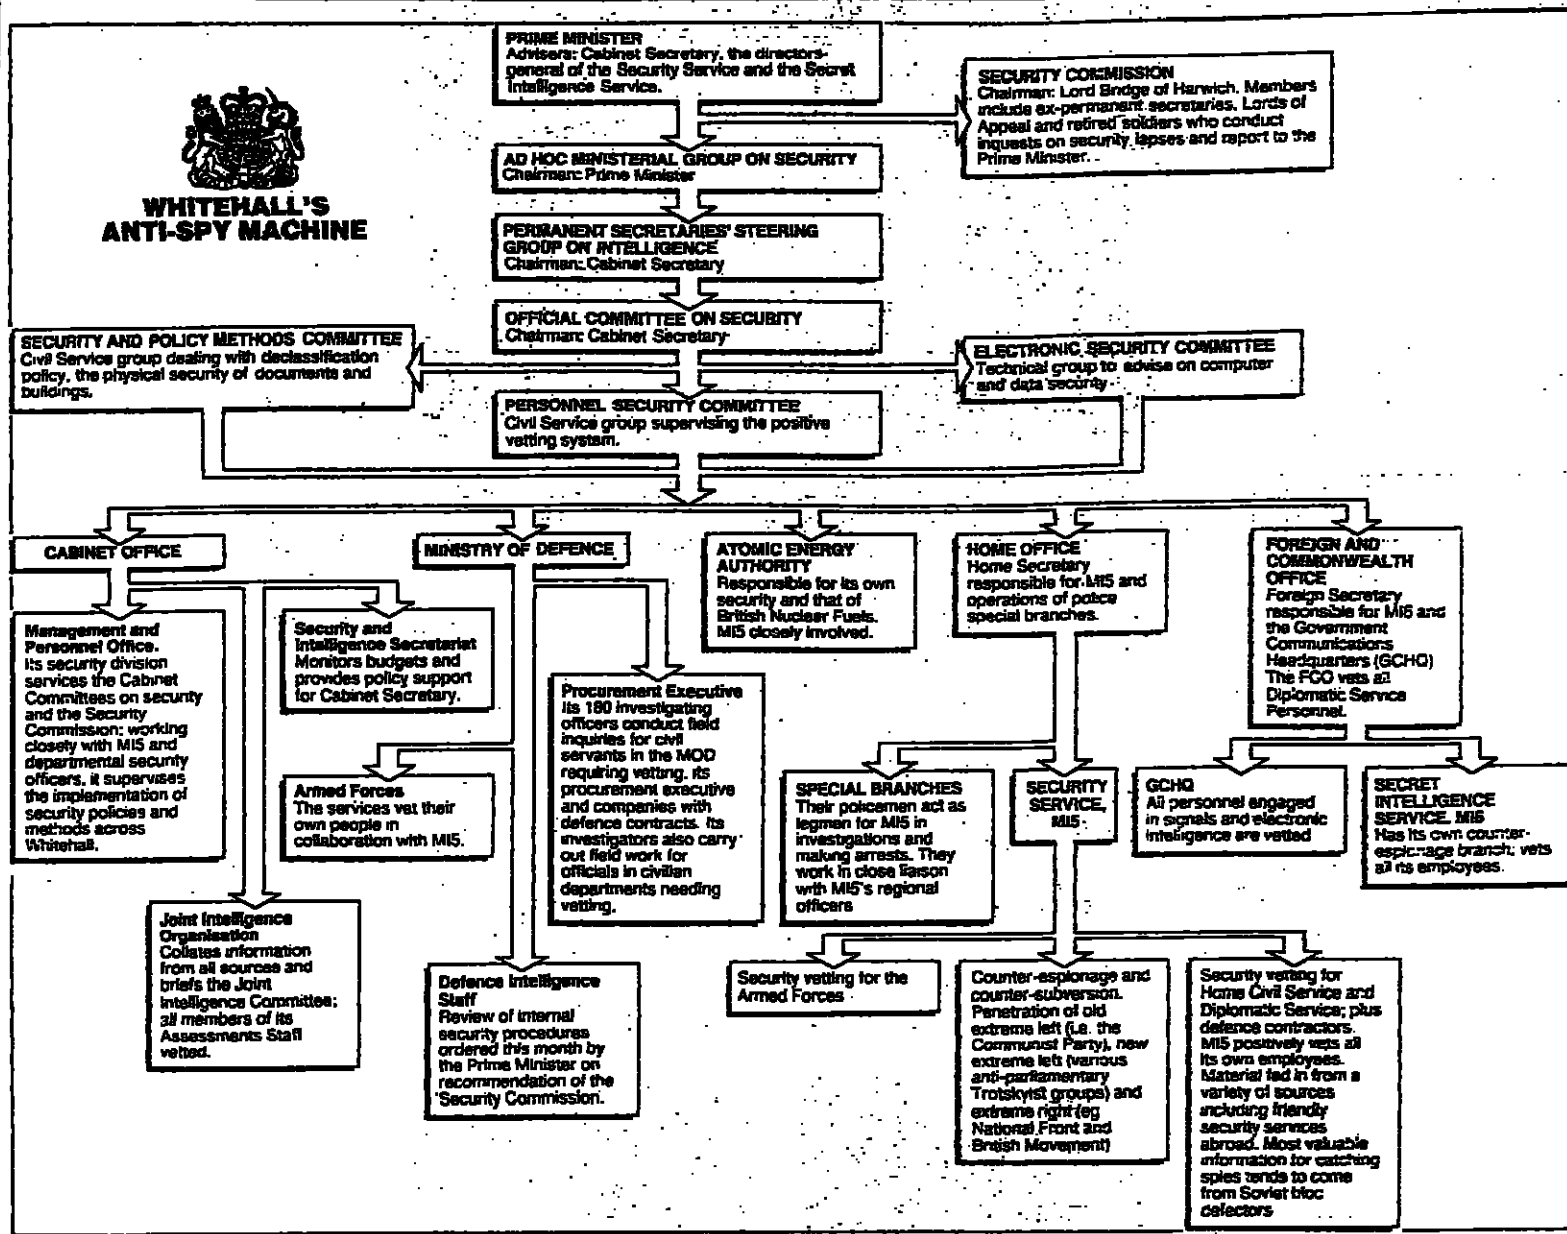 PRIME MINISTER
Advisers: Cabinet Secretary, the directors-
general of the Security Service and the Secret
Intelligence Service.
SECURITY COMMISSION
Chairman: Lord Bridge of Harwich. Members
include ex-permanent secretaries, Lords of
Appeal and retired soldiers who conduct
inquests on security lapses and report to the
Prime Minister.
WHITEHALL'S
ANTI-SPY MACHINE
AD HOC MINISTERIAL GROUP ON SECURITY
Chairman: Prime Minister
PERMANENT SECRETARIES' STEERING
GROUP ON INTELLIGENCE
Chairman: Cabinet Secretary
OFFICIAL COMMITTEE ON SECURITY
Chairman: Cabinet Secretary
SECURITY AND POLICY METHODS COMMITTEE
Civil Service group dealing with declassification
policy, the physical security of documents and
buildings.
ELECTRONIC SECURITY COMMITTEE
Technical group to advise on computer
and data security
PERSONNEL SECURITY COMMITTEE
Civil Service group supervising the positive
vetting system.
CABINET OFFICE
MINISTRY OF DEFENCE
ATOMIC ENERGY
AUTHORITY
Responsible for its own
security and that of
British Nuclear Fuels.
MI5 closely involved.
HOME OFFICE
Home Secretary
responsible for MI5 and
operations of police
special branches.
FOREIGN AND
COMMONWEALTH
OFFICE
Foreign Secretary
responsible for MI6 and
the Government
Communications
Headquarters (GCHQ)
The FCO vets all
Diplomatic Service
Personnel.
Management and
Personnel Office.
Its security division
services the Cabinet
Committees on security
and the Security
Commission; working
closely with MI5 and
departmental security
officers, it supervises
the implementation of
security policies and
methods across
Whitehall.
Security and
Intelligence Secretariat
Monitors budgets and
provides policy support
for Cabinet Secretary.
Procurement Executive
Its 180 investigating
officers conduct field
inquiries for civil
servants in the MOD
requiring vetting, its
procurement executive
and companies with
defence contracts. Its
investigators also carry
out field work for
officials in civilian
departments needing
vetting.
Armed Forces
The services vet their
own people in
collaboration with MI5.
SPECIAL BRANCHES
Their policemen act as
legmen for MI5 in
investigations and
making arrests. They
work in close liaison
with MI5's regional
officers
SECURITY
SERVICE,
MI5
GCHQ
All personnel engaged
in signals and electronic
intelligence are vetted
SECRET
INTELLIGENCE
SERVICE, MI6
Has its own counter-
espionage branch; vets
all its employees.
Joint Intelligence
Organisation
Collates information
from all sources and
briefs the Joint
Intelligence Committee;
all members of its
Assessments Staff
vetted.
Defence Intelligence
Staff
Review of internal
security procedures
ordered this month by
the Prime Minister on
recommendation of the
Security Commission.
Security vetting for the
Armed Forces
Counter-espionage and
counter-subversion.
Penetration of old
extreme left (i.e. the
Communist Party), new
extreme left (various
anti-parliamentary
Trotskyist groups) and
extreme right (eg
National Front and
British Movement)
Security vetting for
Home Civil Service and
Diplomatic Service; plus
defence contractors.
MI5 positively vets all
its own employees.
Material fed in from a
variety of sources
including friendly
security services
abroad. Most valuable
information for catching
spies tends to come
from Soviet bloc
defectors